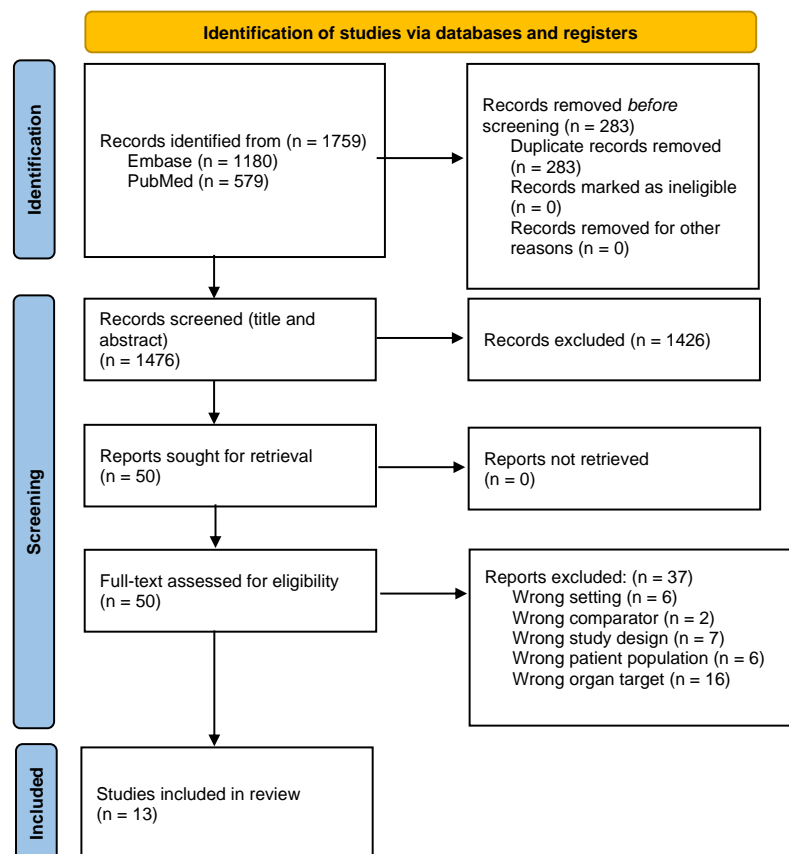 Identification of studies via databases and registers
Identification
Records identified from (n = 1759)
Embase (n = 1180)
PubMed (n = 579)
Records removed before
screening (n = 283)
Duplicate records removed
(n = 283)
Records marked as ineligible
(n = 0)
Records removed for other
reasons (n = 0)
Screening
Records screened (title and
abstract)
(n = 1476)
Records excluded (n = 1426)
Reports sought for retrieval
(n = 50)
Reports not retrieved
(n = 0)
Full-text assessed for eligibility
(n = 50)
Reports excluded: (n = 37)
Wrong setting (n = 6)
Wrong comparator (n = 2)
Wrong study design (n = 7)
Wrong patient population (n = 6)
Wrong organ target (n = 16)
Included
Studies included in review
(n = 13)